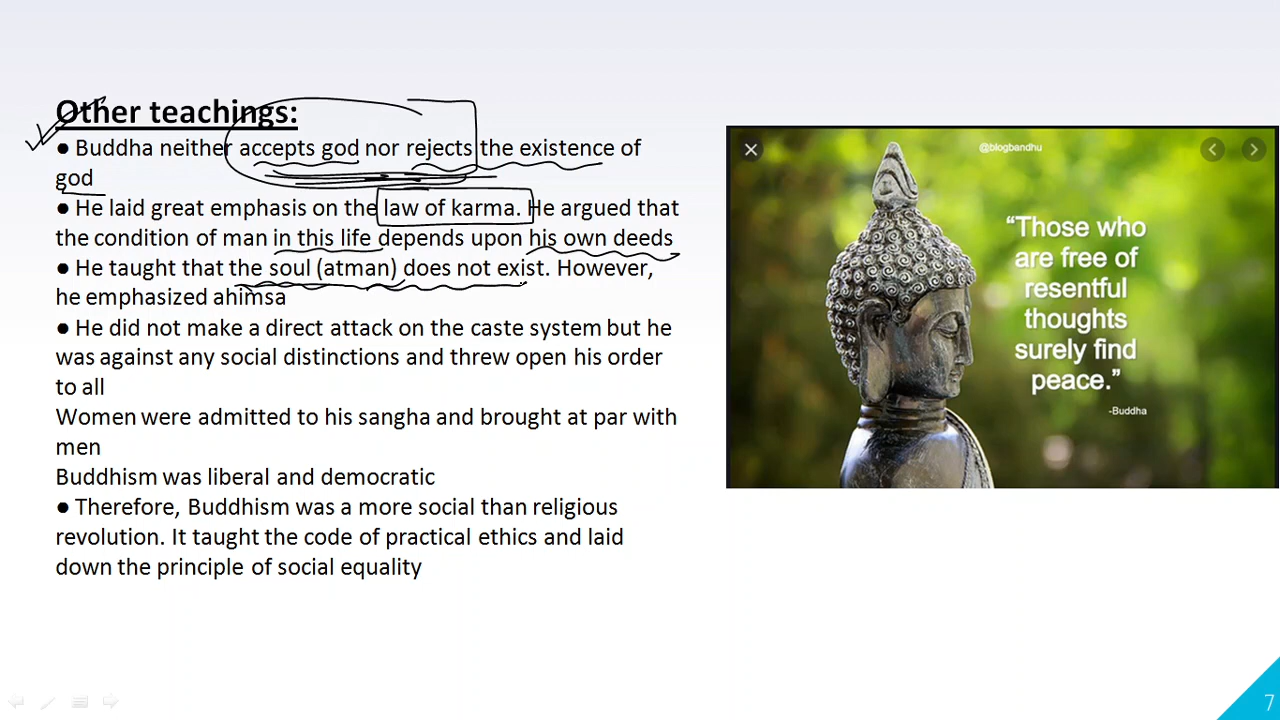 Other teachings:
● Buddha neither accepts god nor rejects the existence of
god
● He laid great emphasis on the law of karma. He argued that
the condition of man in this life depends upon his own deeds
● He taught that the soul (atman) does not exist. However,
he emphasized ahimsa
● He did not make a direct attack on the caste system but he
was against any social distinctions and threw open his order
to all
Women were admitted to his sangha and brought at par with
men
Buddhism was liberal and democratic
● Therefore, Buddhism was a more social than religious
revolution. It taught the code of practical ethics and laid
down the principle of social equality
@blogbandhu
“Those who
are free of
resentful
thoughts
surely find
peace.”
-Buddha
7